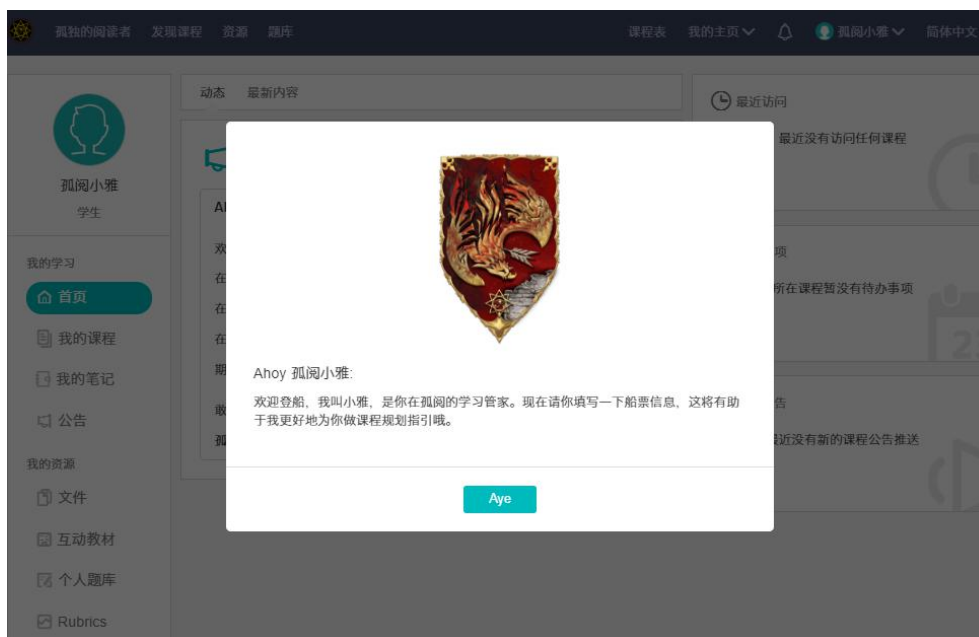 孤独的阅读者 发现课程 资源 题库 课程表 我的主页 孤阅小雅 简体中文
孤阅小雅
学生
我的学习
首页
我的课程
我的笔记
公告
我的资源
文件
互动教材
个人题库
Rubrics
动态 最新内容
欢
在
在
在
期
敢
Ahoy 孤阅小雅:
欢迎登船，我叫小雅，是你在孤阅的学习管家。现在请你填写一下船票信息，这将有助
于我更好地为你做课程规划指引哦。
Aye
最近访问
最近没有访问任何课程
项
所在课程暂没有待办事项
告
最近没有新的课程公告推送